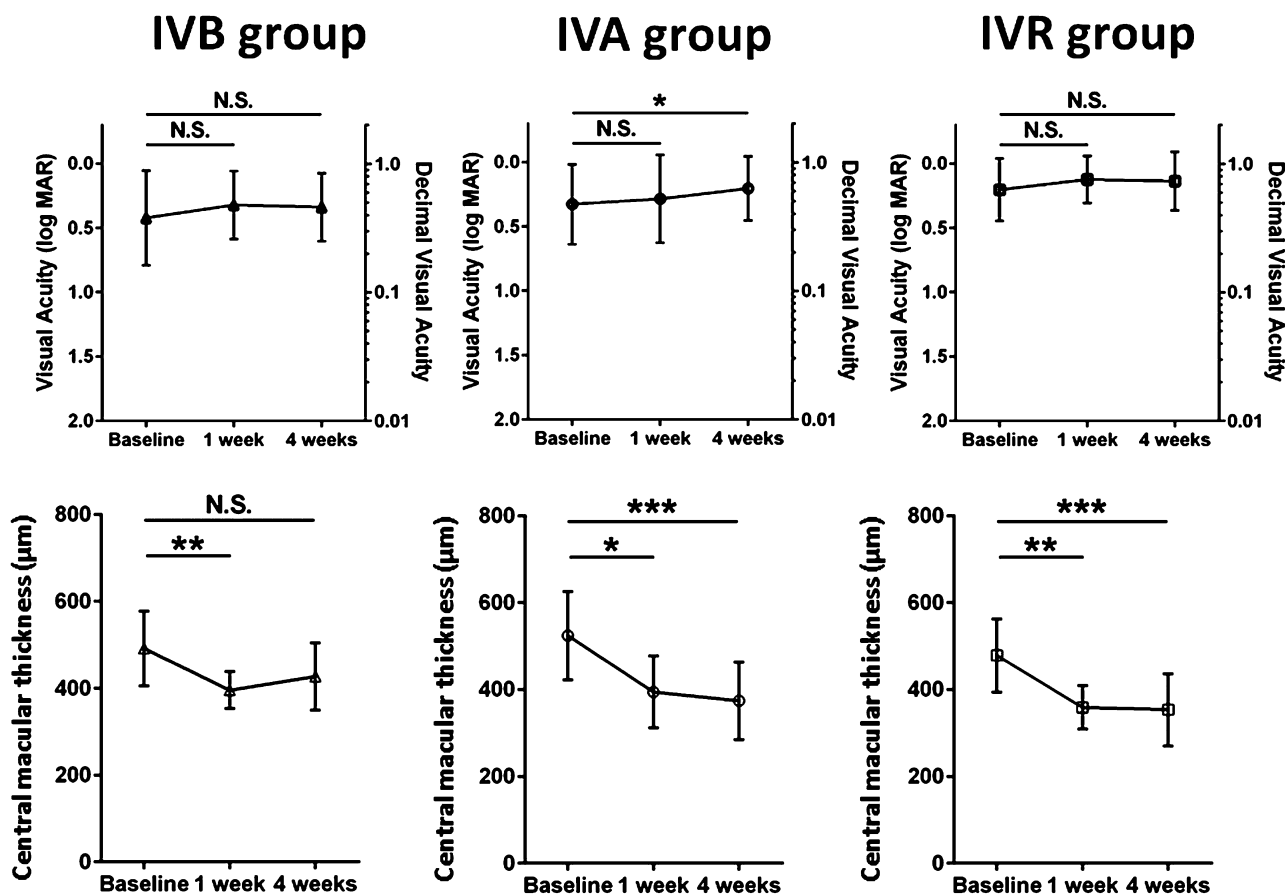 IVB group
IVA group
IVR group
N.S.
N.S.
0.0
0.5
1.0
1.5
2.0
Visual Acuity (log MAR)
1.0
0.1
0.01
Decimal Visual Acuity
Baseline 1 week 4 weeks
*
N.S.
0.0
0.5
1.0
1.5
2.0
Visual Acuity (log MAR)
1.0
0.1
0.01
Decimal Visual Acuity
Baseline 1 week 4 weeks
N.S.
N.S.
0.0
0.5
1.0
1.5
2.0
Visual Acuity (log MAR)
1.0
0.1
0.01
Decimal Visual Acuity
Baseline 1 week 4 weeks
N.S.
**
800
600
400
200
0
Central macular thickness (µm)
Baseline 1 week 4 weeks
***
*
800
600
400
200
0
Central macular thickness (µm)
Baseline 1 week 4 weeks
***
**
800
600
400
200
0
Central macular thickness (µm)
Baseline 1 week 4 weeks